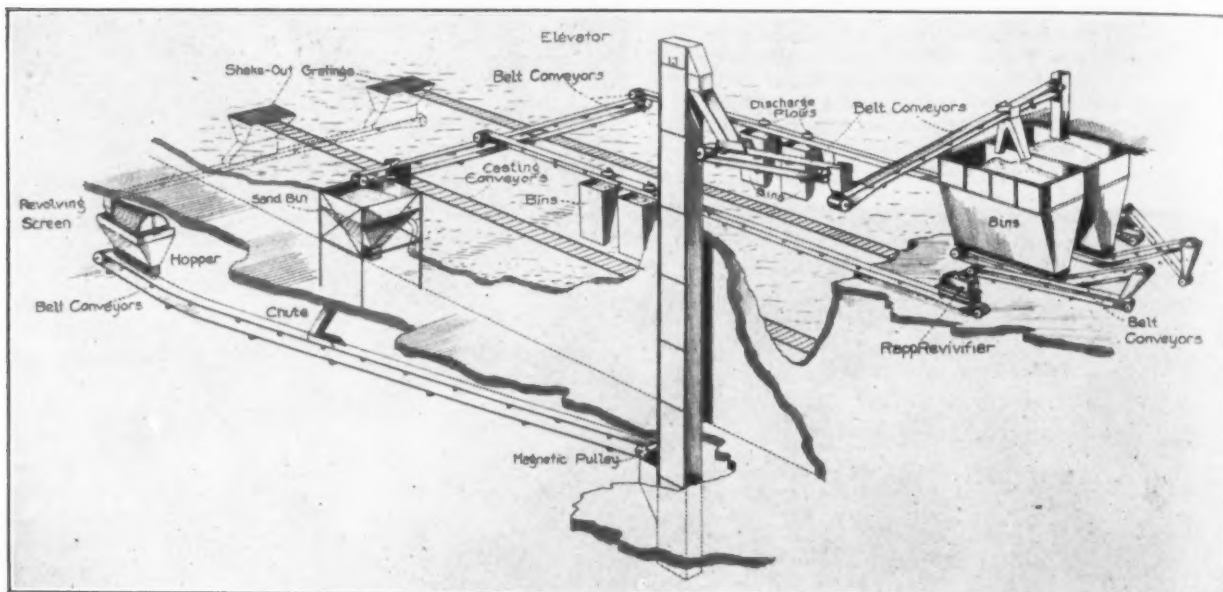 Elevator
Shake-Out Gratings
Belt Conveyors
Discharge
Plows
Belt Conveyors
Casting
Conveyors
Bins
Bins
Revolving
Screen
Sand Bin
Bins
Hopper
Belt Conveyors
Chute
Belt
Conveyors
Rapp Revivifier
Magnetic Pulley